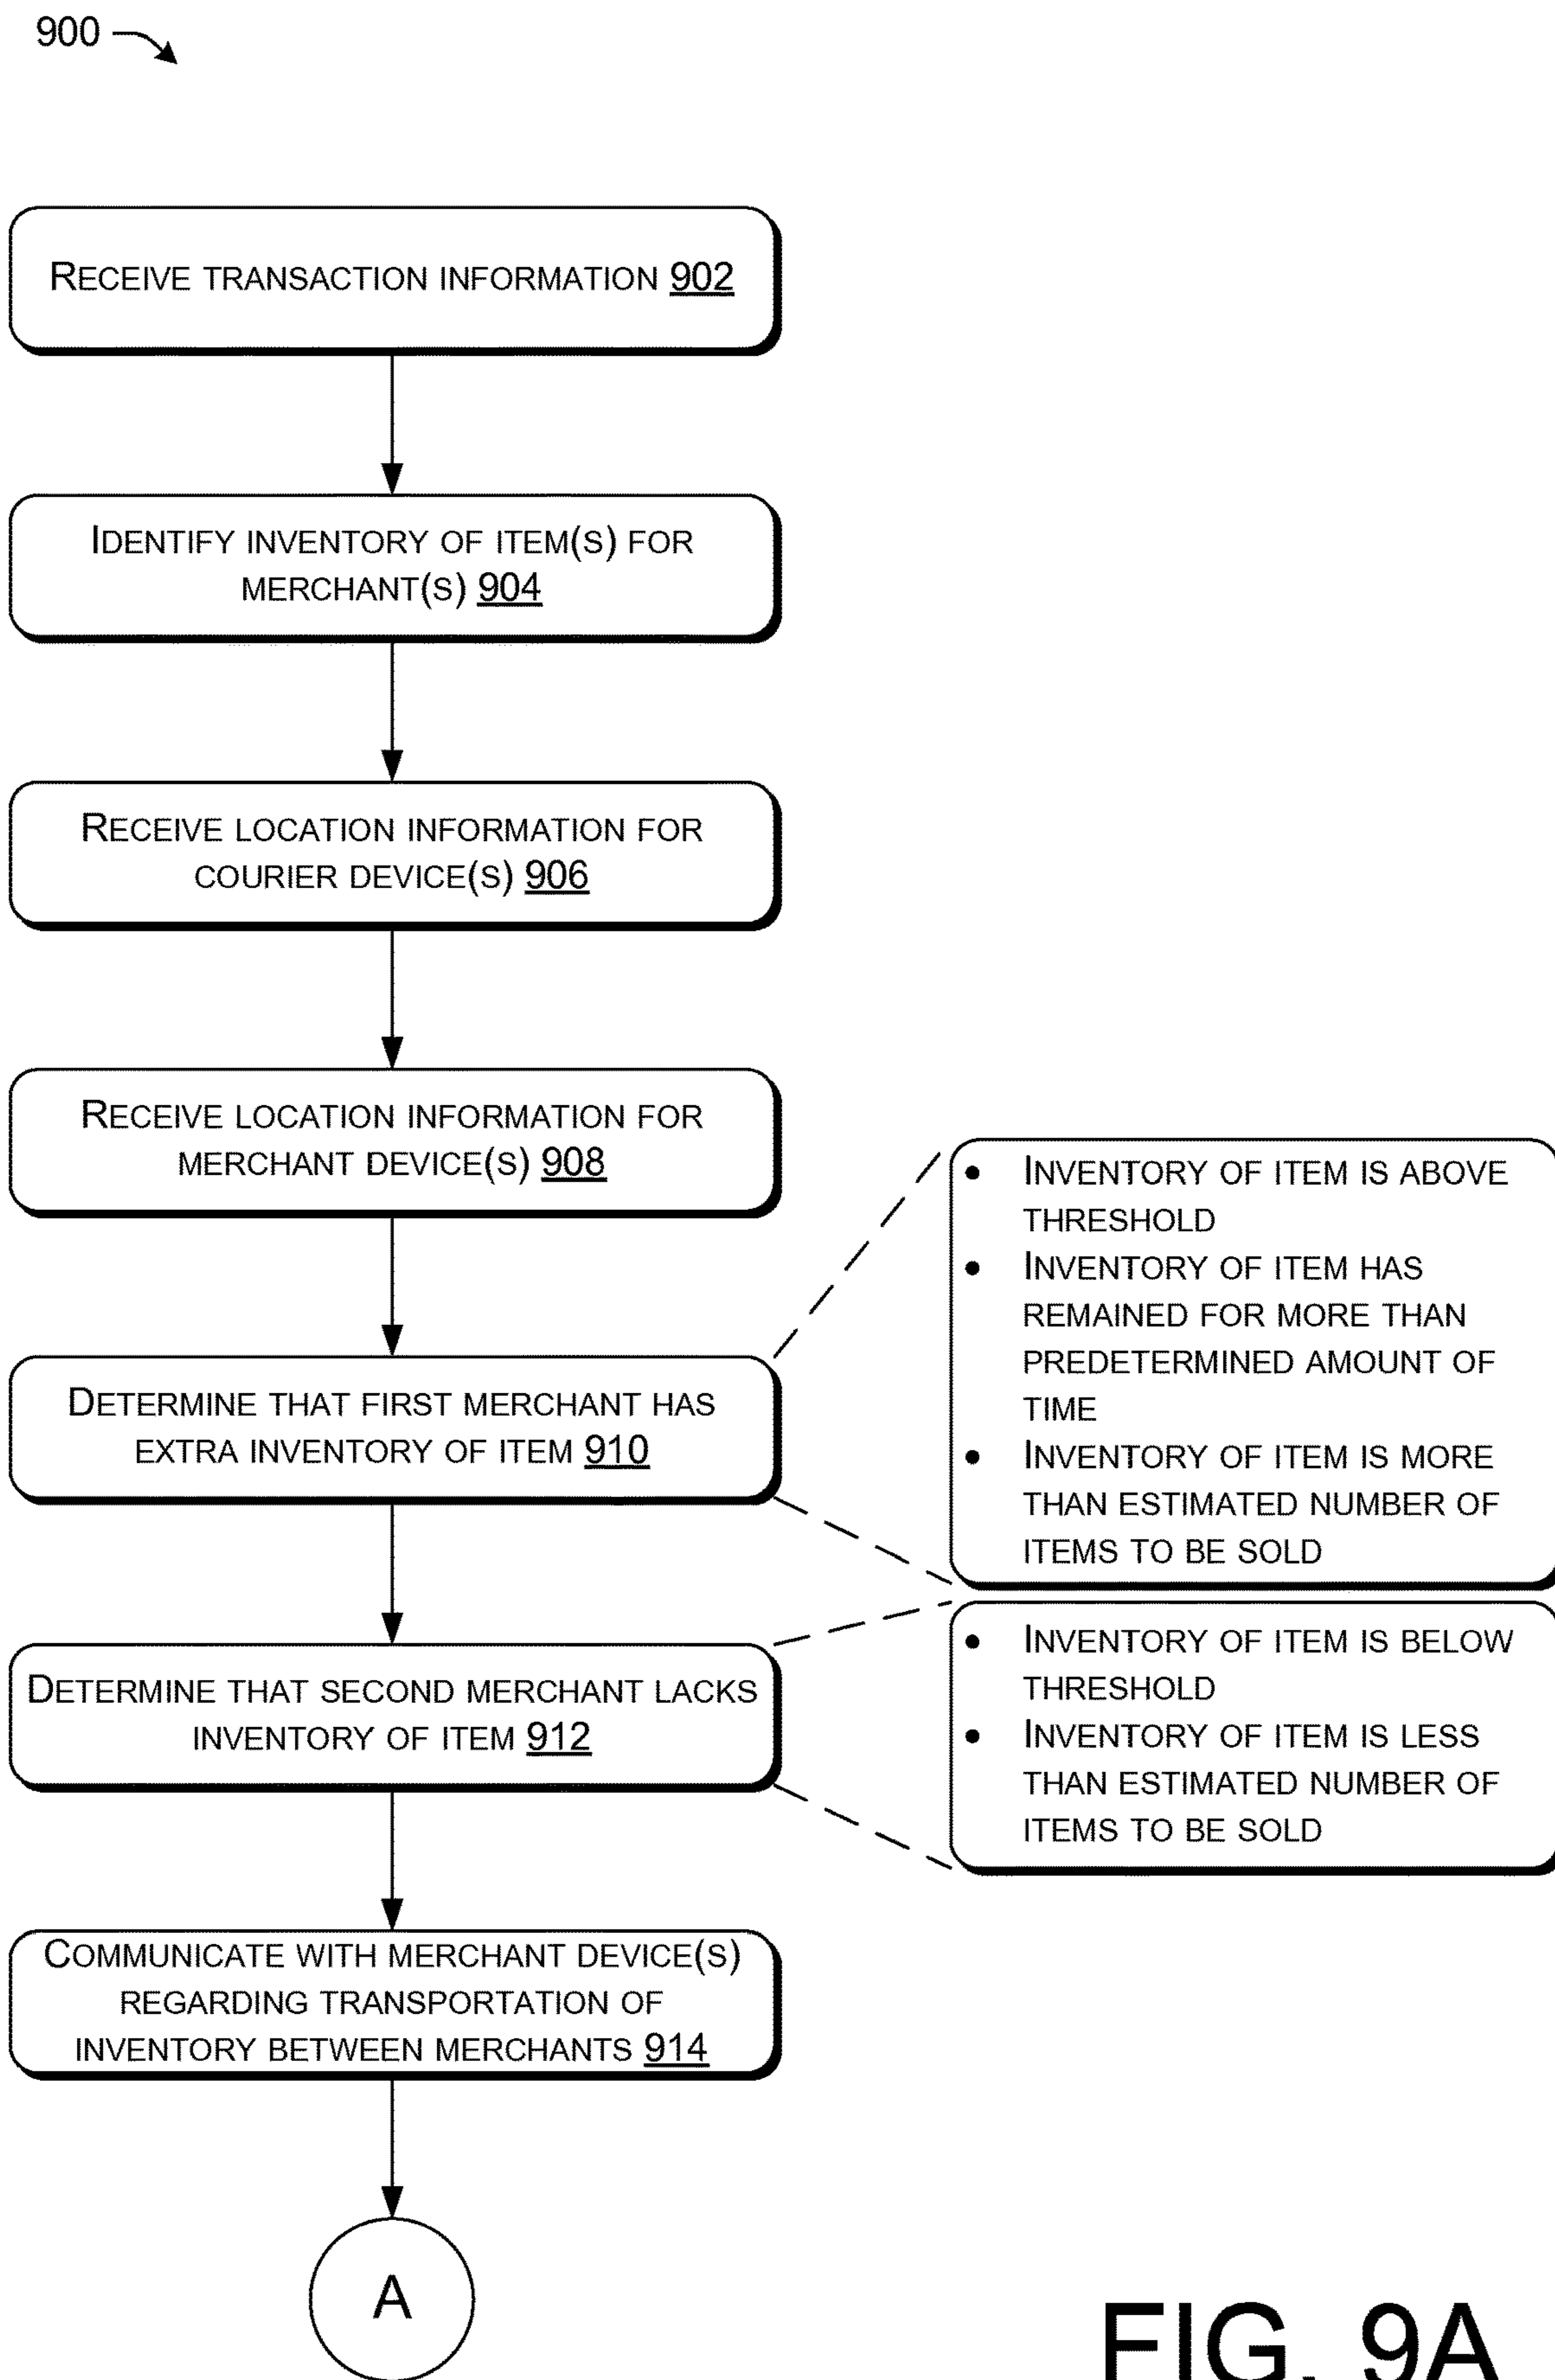 900
RECEIVE TRANSACTION INFORMATION 902
IDENTIFY INVENTORY OF ITEM(S) FOR
MERCHANT(S) 904
RECEIVE LOCATION INFORMATION FOR
COURIER DEVICE(S) 906
RECEIVE LOCATION INFORMATION FOR
MERCHANT DEVICE(S) 908
DETERMINE THAT FIRST MERCHANT HAS
EXTRA INVENTORY OF ITEM 910
• INVENTORY OF ITEM IS ABOVE
THRESHOLD
• INVENTORY OF ITEM HAS
REMAINED FOR MORE THAN
PREDETERMINED AMOUNT OF
TIME
• INVENTORY OF ITEM IS MORE
THAN ESTIMATED NUMBER OF
ITEMS TO BE SOLD
DETERMINE THAT SECOND MERCHANT LACKS
INVENTORY OF ITEM 912
• INVENTORY OF ITEM IS BELOW
THRESHOLD
• INVENTORY OF ITEM IS LESS
THAN ESTIMATED NUMBER OF
ITEMS TO BE SOLD
COMMUNICATE WITH MERCHANT DEVICE(S)
REGARDING TRANSPORTATION OF
INVENTORY BETWEEN MERCHANTS 914
A
FIG. 9A